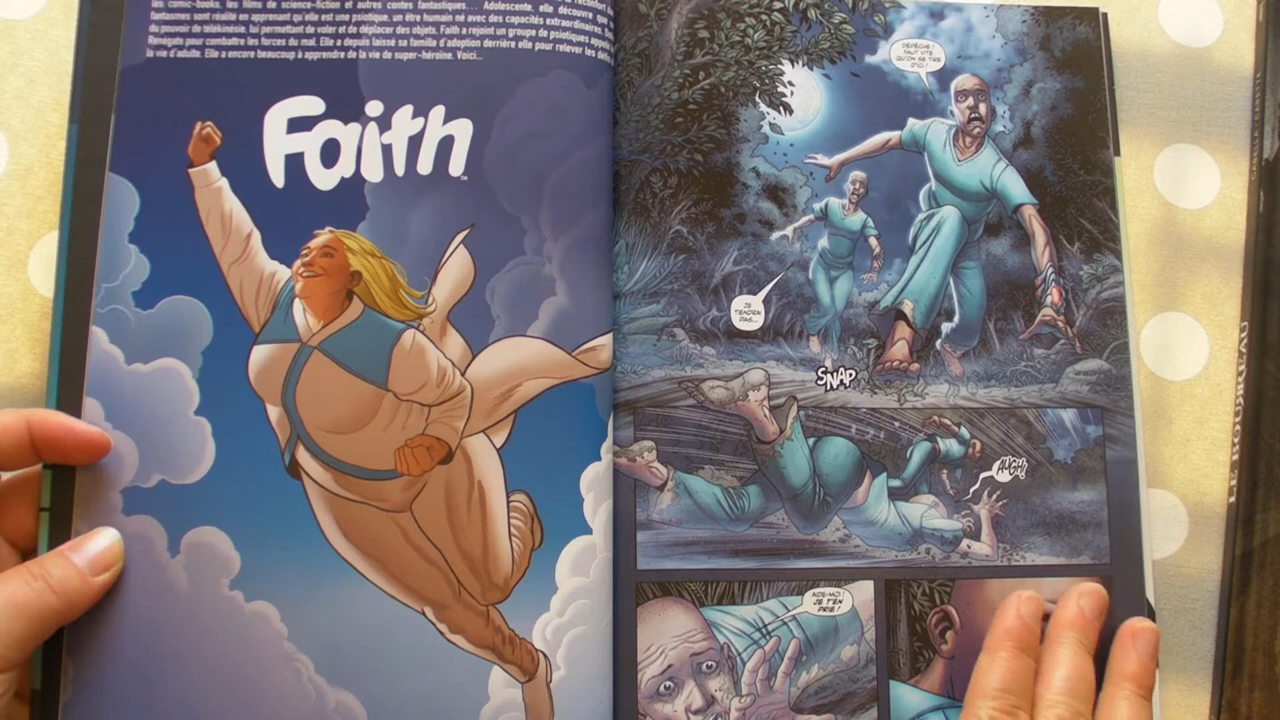 les comic-books, les films de science-fiction et autres contes fantastiques... Adolescente, elle découvre que
fantasmes sont réalité en apprenant qu'elle est une psiotique, un être humain né avec des capacités extraordinaires.
du pouvoir de télékinésie, lui permettant de voler et de déplacer des objets, Faith a rejoint un groupe de psiotiques appelé
Renégats pour combattre les forces du mal. Elle a depuis laissé sa famille d'adoption derrière elle pour relever les
la vie d'adulte. Elle a encore beaucoup à apprendre de la vie de super-héroïne. Voici...
Faith
DÉPÊCHE !
FAUT VITE
QU'ON SE TIRE
D'ICI !
JE
TIENDRAI
PAS...
SNAP
AUGH!
AIDE-MOI !
JE T'EN
PRIE !
LE BOURREAU